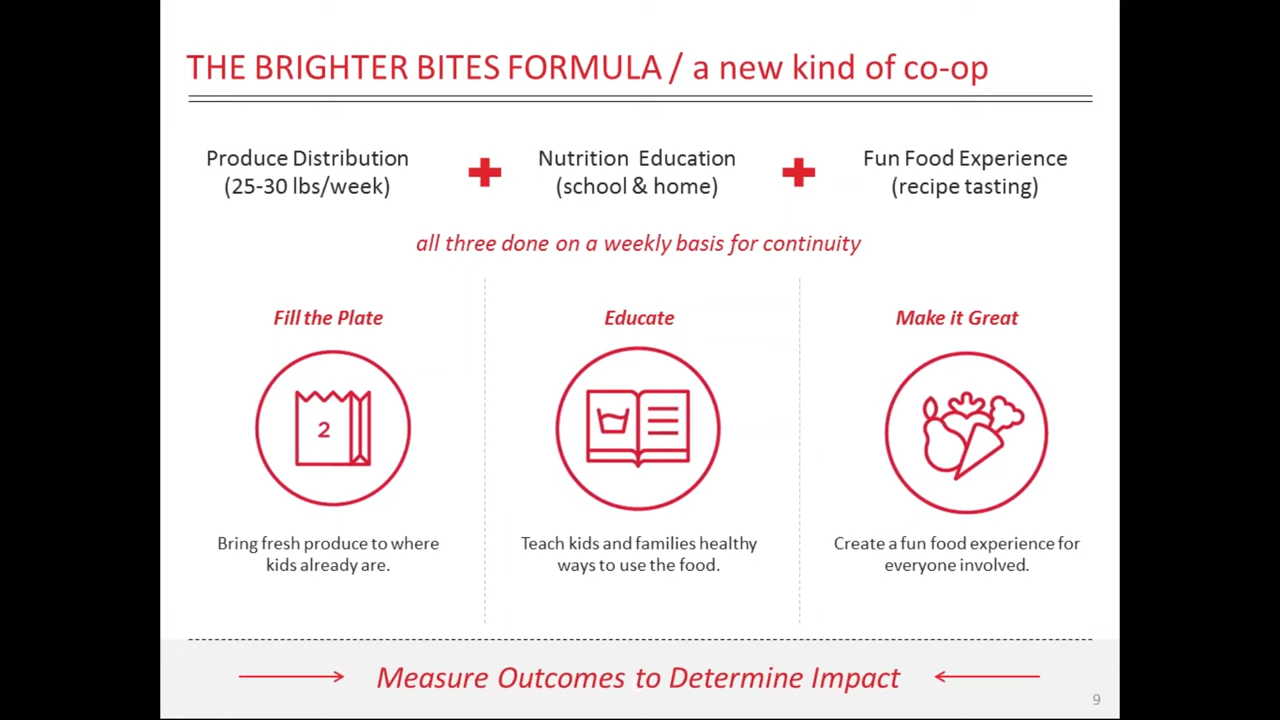 THE BRIGHTER BITES FORMULA / a new kind of co-op
Produce Distribution
(25-30 lbs/week)
Nutrition Education
(school & home)
Fun Food Experience
(recipe tasting)
all three done on a weekly basis for continuity
Fill the Plate
2
Bring fresh produce to where
kids already are.
Educate
Teach kids and families healthy
ways to use the food.
Make it Great
Create a fun food experience for
everyone involved.
Measure Outcomes to Determine Impact
9